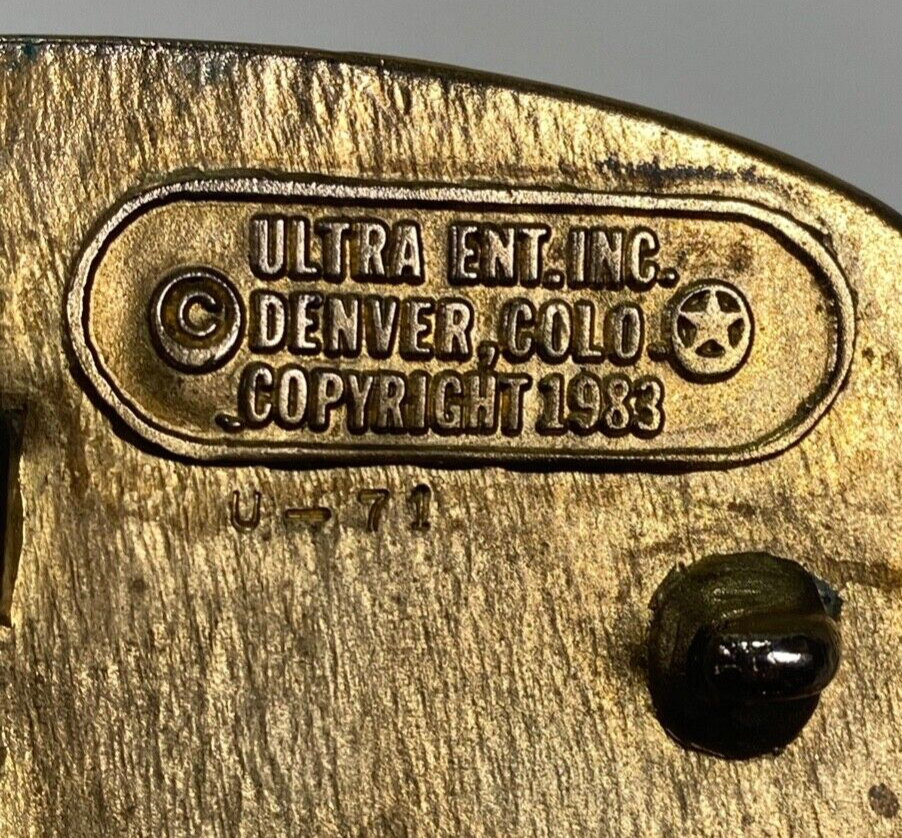 ULTRA ENT. INC.
© DENVER, COLO.
COPYRIGHT 1983
U-71